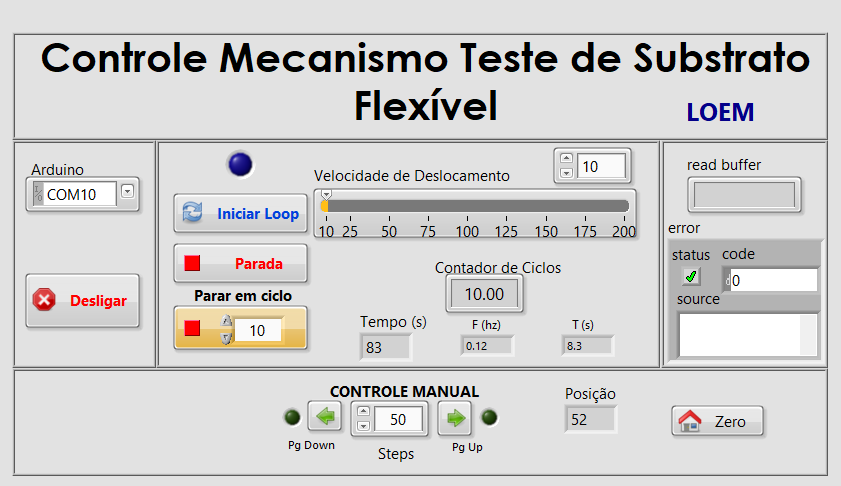 Controle Mecanismo Teste de Substrato
Flexível
LOEM
Arduino
I/O COM10
Desligar
Iniciar Loop
Parada
Parar em ciclo
10
Velocidade de Deslocamento
10
10 25 50 75 100 125 150 175 200
Contador de Ciclos
10.00
Tempo (s)
83
F (hz)
0.12
T (s)
8.3
read buffer
error
status
code
d 0
source
CONTROLE MANUAL
Pg Down
50
Steps
Pg Up
Posição
52
Zero